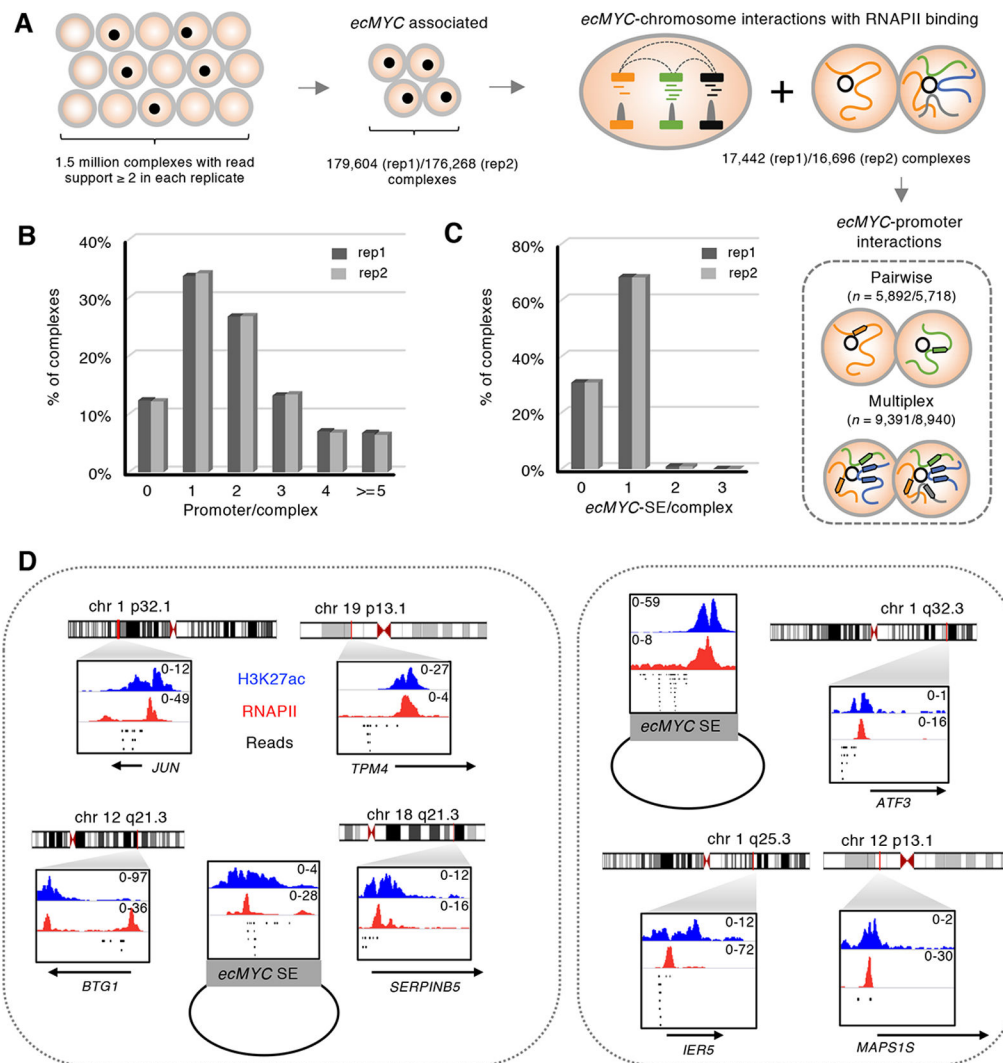 A
ecMYC associated
ecMYC-chromosome interactions with RNAPII binding
1.5 million complexes with read
support ≥ 2 in each replicate
179,604 (rep1)/176,268 (rep2)
complexes
17,442 (rep1)/16,696 (rep2) complexes
B
% of complexes
40%
30%
20%
10%
0%
rep1
rep2
0 1 2 3 4 >=5
Promoter/complex
C
% of complexes
80%
60%
40%
20%
0%
rep1
rep2
0 1 2 3
ecMYC-SE/complex
ecMYC-promoter
interactions
Pairwise
(n = 5,892/5,718)
Multiplex
(n = 9,391/8,940)
D
chr 1 p32.1
0-12
0-49
JUN
H3K27ac
RNAPII
Reads
chr 19 p13.1
0-27
0-4
TPM4
chr 12 q21.3
0-97
0-36
BTG1
0-4
0-28
ecMYC SE
chr 18 q21.3
0-12
0-16
SERPINB5
0-59
0-8
ecMYC SE
chr 1 q32.3
0-1
0-16
ATF3
chr 1 q25.3
0-12
0-72
IER5
chr 12 p13.1
0-2
0-30
MAPS1S